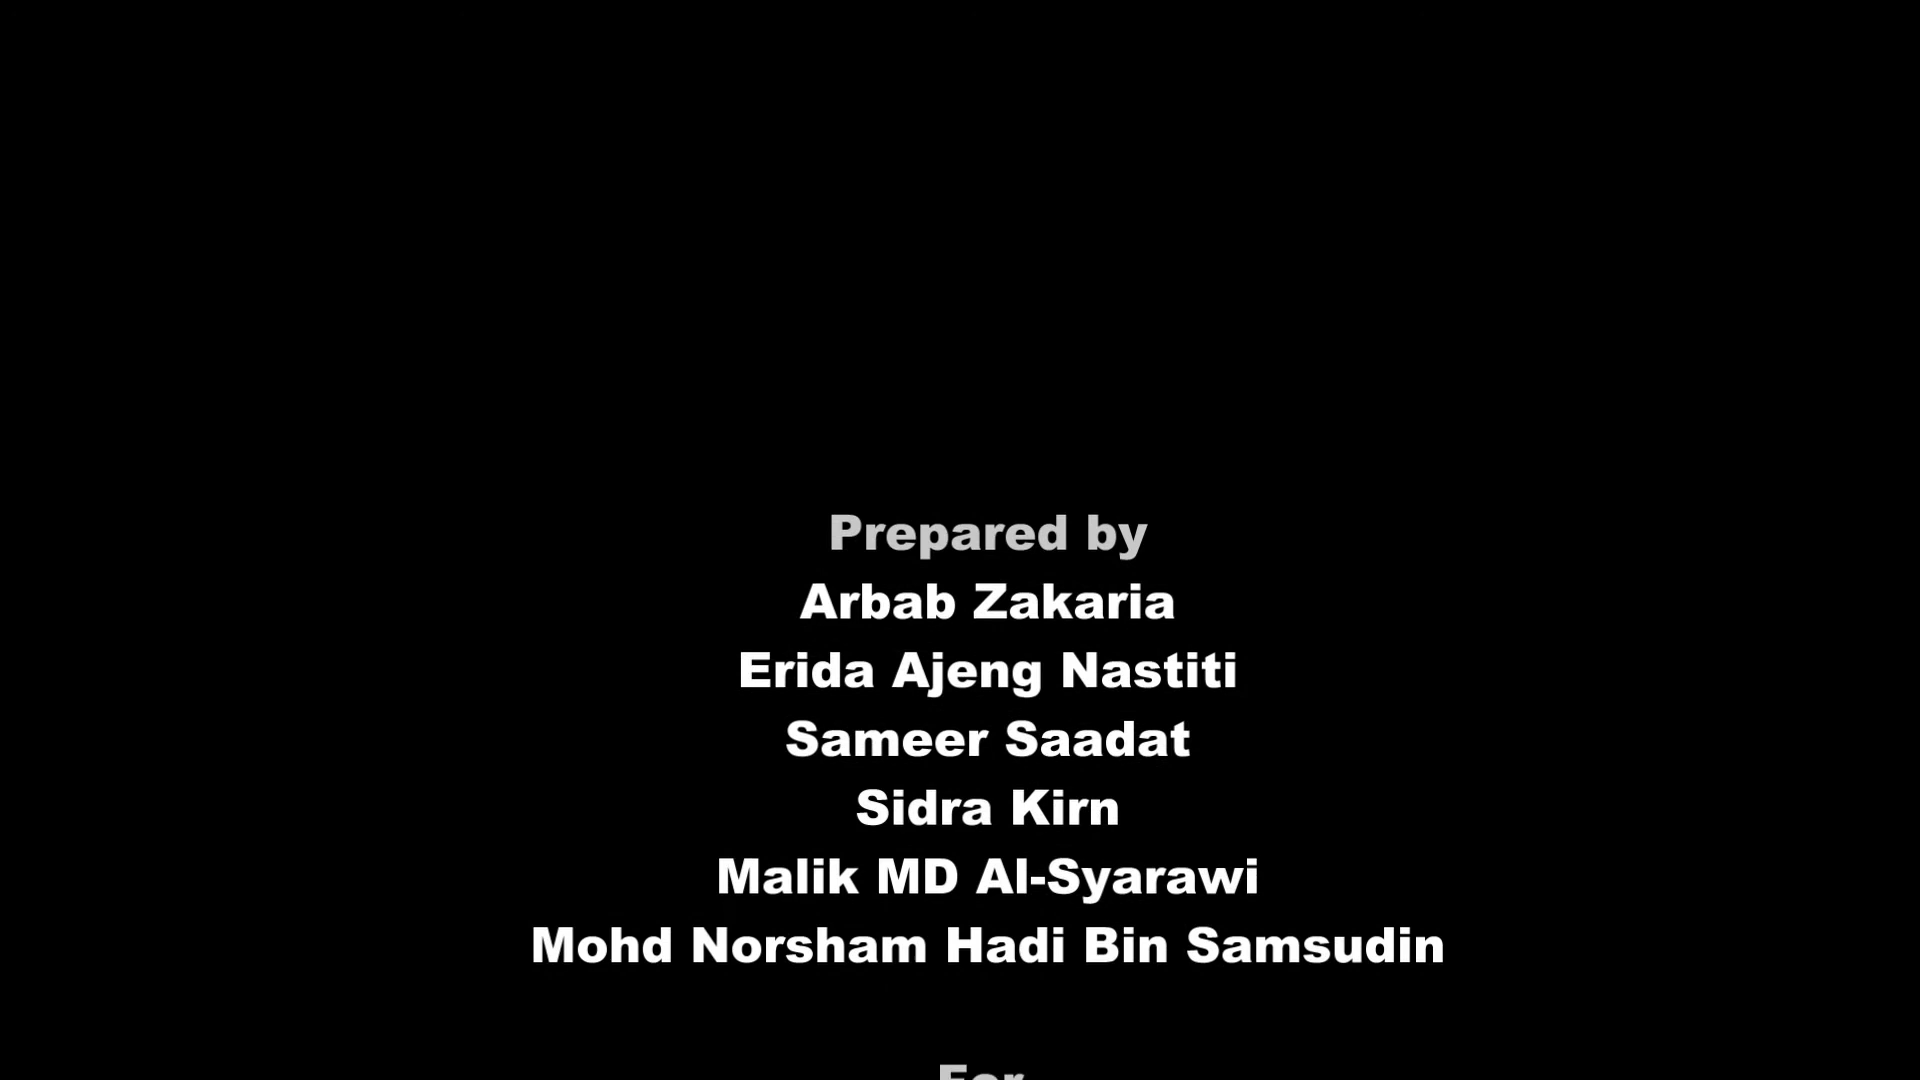 Prepared by
Arbab Zakaria
Erida Ajeng Nastiti
Sameer Saadat
Sidra Kirn
Malik MD Al-Syarawi
Mohd Norsham Hadi Bin Samsudin
For